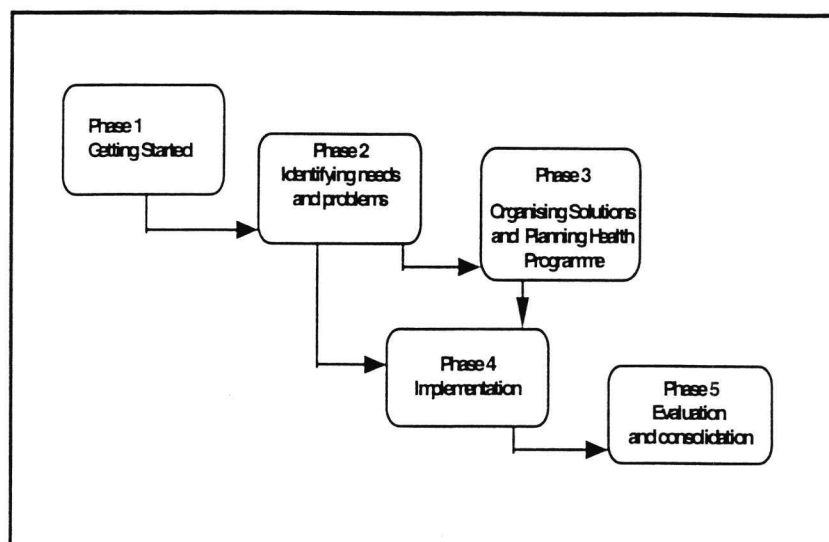 Phase 1
Getting Started
Phase 2
Identifying needs
and problems
Phase 3
Organising Solutions
and Planning Health
Programme
Phase 4
Implementation
Phase 5
Evaluation
and consolidation